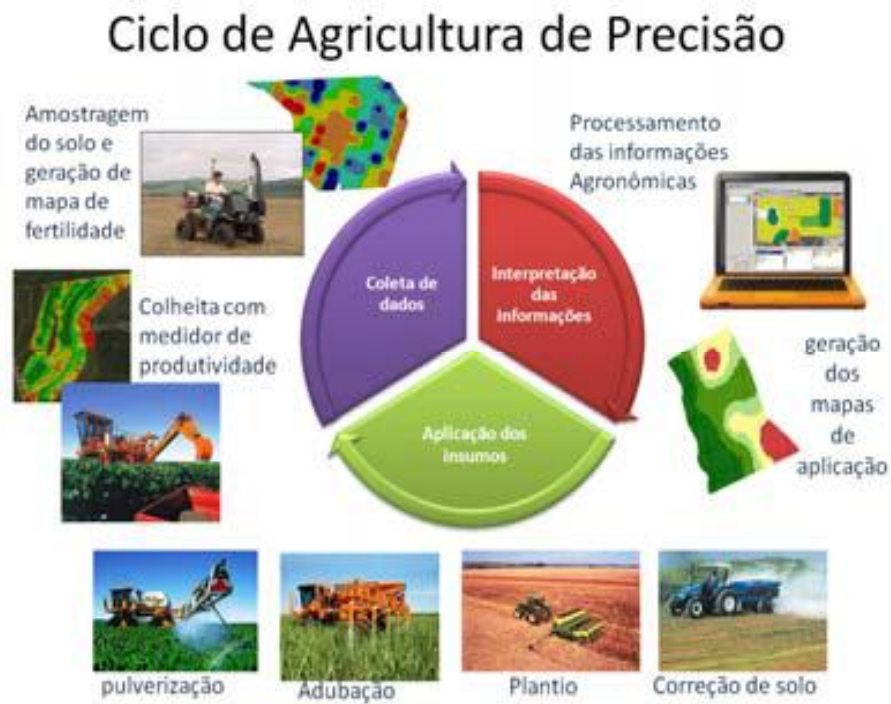 Ciclo de Agricultura de Precisão
Amostragem
do solo e
geração de
mapa de
fertilidade
Processamento
das informações
Agronômicas
Coleta de
dados
Interpretação
das
informações
Colheita com
medidor de
produtividade
geração
dos
mapas
de
aplicação
Aplicação dos
insumos
pulverização
Adubação
Plantio
Correção de solo